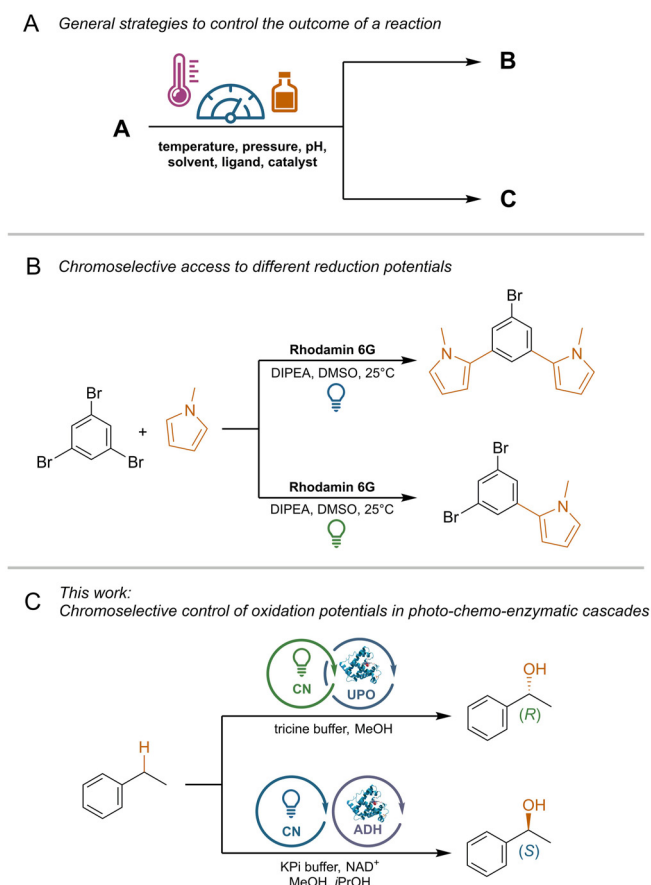 A General strategies to control the outcome of a reaction
B
A
temperature, pressure, pH,
solvent, ligand, catalyst
C
B Chromoselective access to different reduction potentials
Br
N
Rhodamin 6G
DIPEA, DMSO, 25°C
N
N
Br
Br
Br
+
Br
Rhodamin 6G
DIPEA, DMSO, 25°C
N
Br
This work:
C Chromoselective control of oxidation potentials in photo-chemo-enzymatic cascades
CN
UPO
tricine buffer, MeOH
OH
(R)
H
CN
ADH
KPi buffer, NAD+
MeOH, iPrOH
OH
(S)